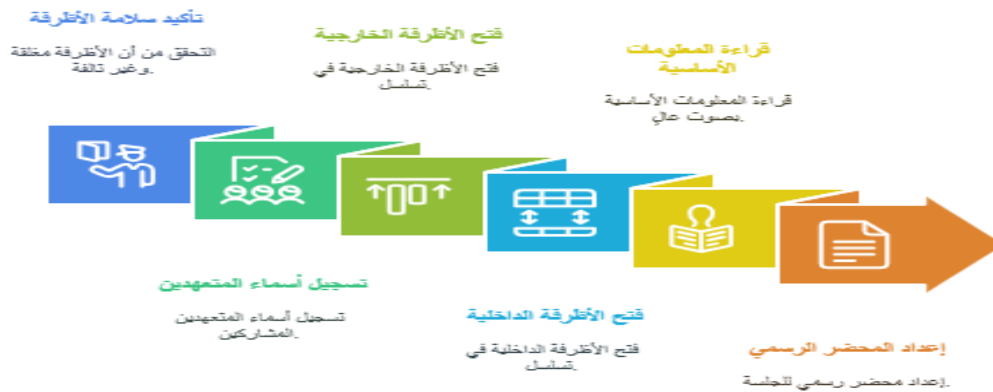 تأكيد سلامة الأظرفة
التحقق من أن الأظرفة مغلقة
وغير تالفة.
تسجيل أسماء المتعهدين
تسجيل أسماء المتعهدين
المشاركين.
فتح الأظرفة الخارجية
فتح الأظرفة الخارجية في
تسلسل.
فتح الأظرفة الداخلية
فتح الأظرفة الداخلية في
تسلسل.
قراءة المعلومات
الأساسية
قراءة المعلومات الأساسية
بصوت عالٍ.
إعداد المحضر الرسمي
إعداد محضر رسمي للجلسة.